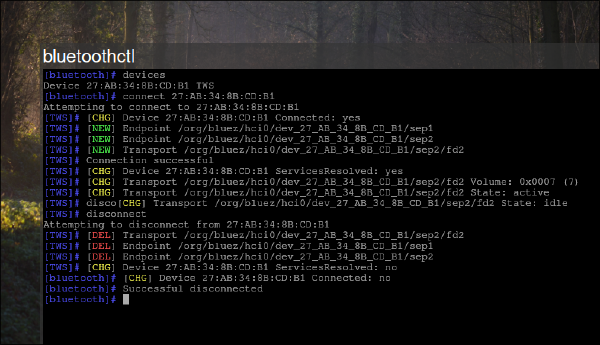 bluetoothctl
[bluetooth]# devices
Device 27:AB:34:8B:CD:B1 TWS
[bluetooth]# connect 27:AB:34:8B:CD:B1
Attempting to connect to 27:AB:34:8B:CD:B1
[TWS]# [CHG] Device 27:AB:34:8B:CD:B1 Connected: yes
[TWS]# [NEW] Endpoint /org/bluez/hci0/dev_27_AB_34_8B_CD_B1/sep1
[TWS]# [NEW] Endpoint /org/bluez/hci0/dev_27_AB_34_8B_CD_B1/sep2
[TWS]# [NEW] Transport /org/bluez/hci0/dev_27_AB_34_8B_CD_B1/sep2/fd2
[TWS]# Connection successful
[TWS]# [CHG] Device 27:AB:34:8B:CD:B1 ServicesResolved: yes
[TWS]# [CHG] Transport /org/bluez/hci0/dev_27_AB_34_8B_CD_B1/sep2/fd2 Volume: 0x0007 (7)
[TWS]# [CHG] Transport /org/bluez/hci0/dev_27_AB_34_8B_CD_B1/sep2/fd2 State: active
[TWS]# disco[CHG] Transport /org/bluez/hci0/dev_27_AB_34_8B_CD_B1/sep2/fd2 State: idle
[TWS]# disconnect
Attempting to disconnect from 27:AB:34:8B:CD:B1
[TWS]# [DEL] Transport /org/bluez/hci0/dev_27_AB_34_8B_CD_B1/sep2/fd2
[TWS]# [DEL] Endpoint /org/bluez/hci0/dev_27_AB_34_8B_CD_B1/sep1
[TWS]# [DEL] Endpoint /org/bluez/hci0/dev_27_AB_34_8B_CD_B1/sep2
[TWS]# [CHG] Device 27:AB:34:8B:CD:B1 ServicesResolved: no
[bluetooth]# [CHG] Device 27:AB:34:8B:CD:B1 Connected: no
[bluetooth]# Successful disconnected
[bluetooth]#